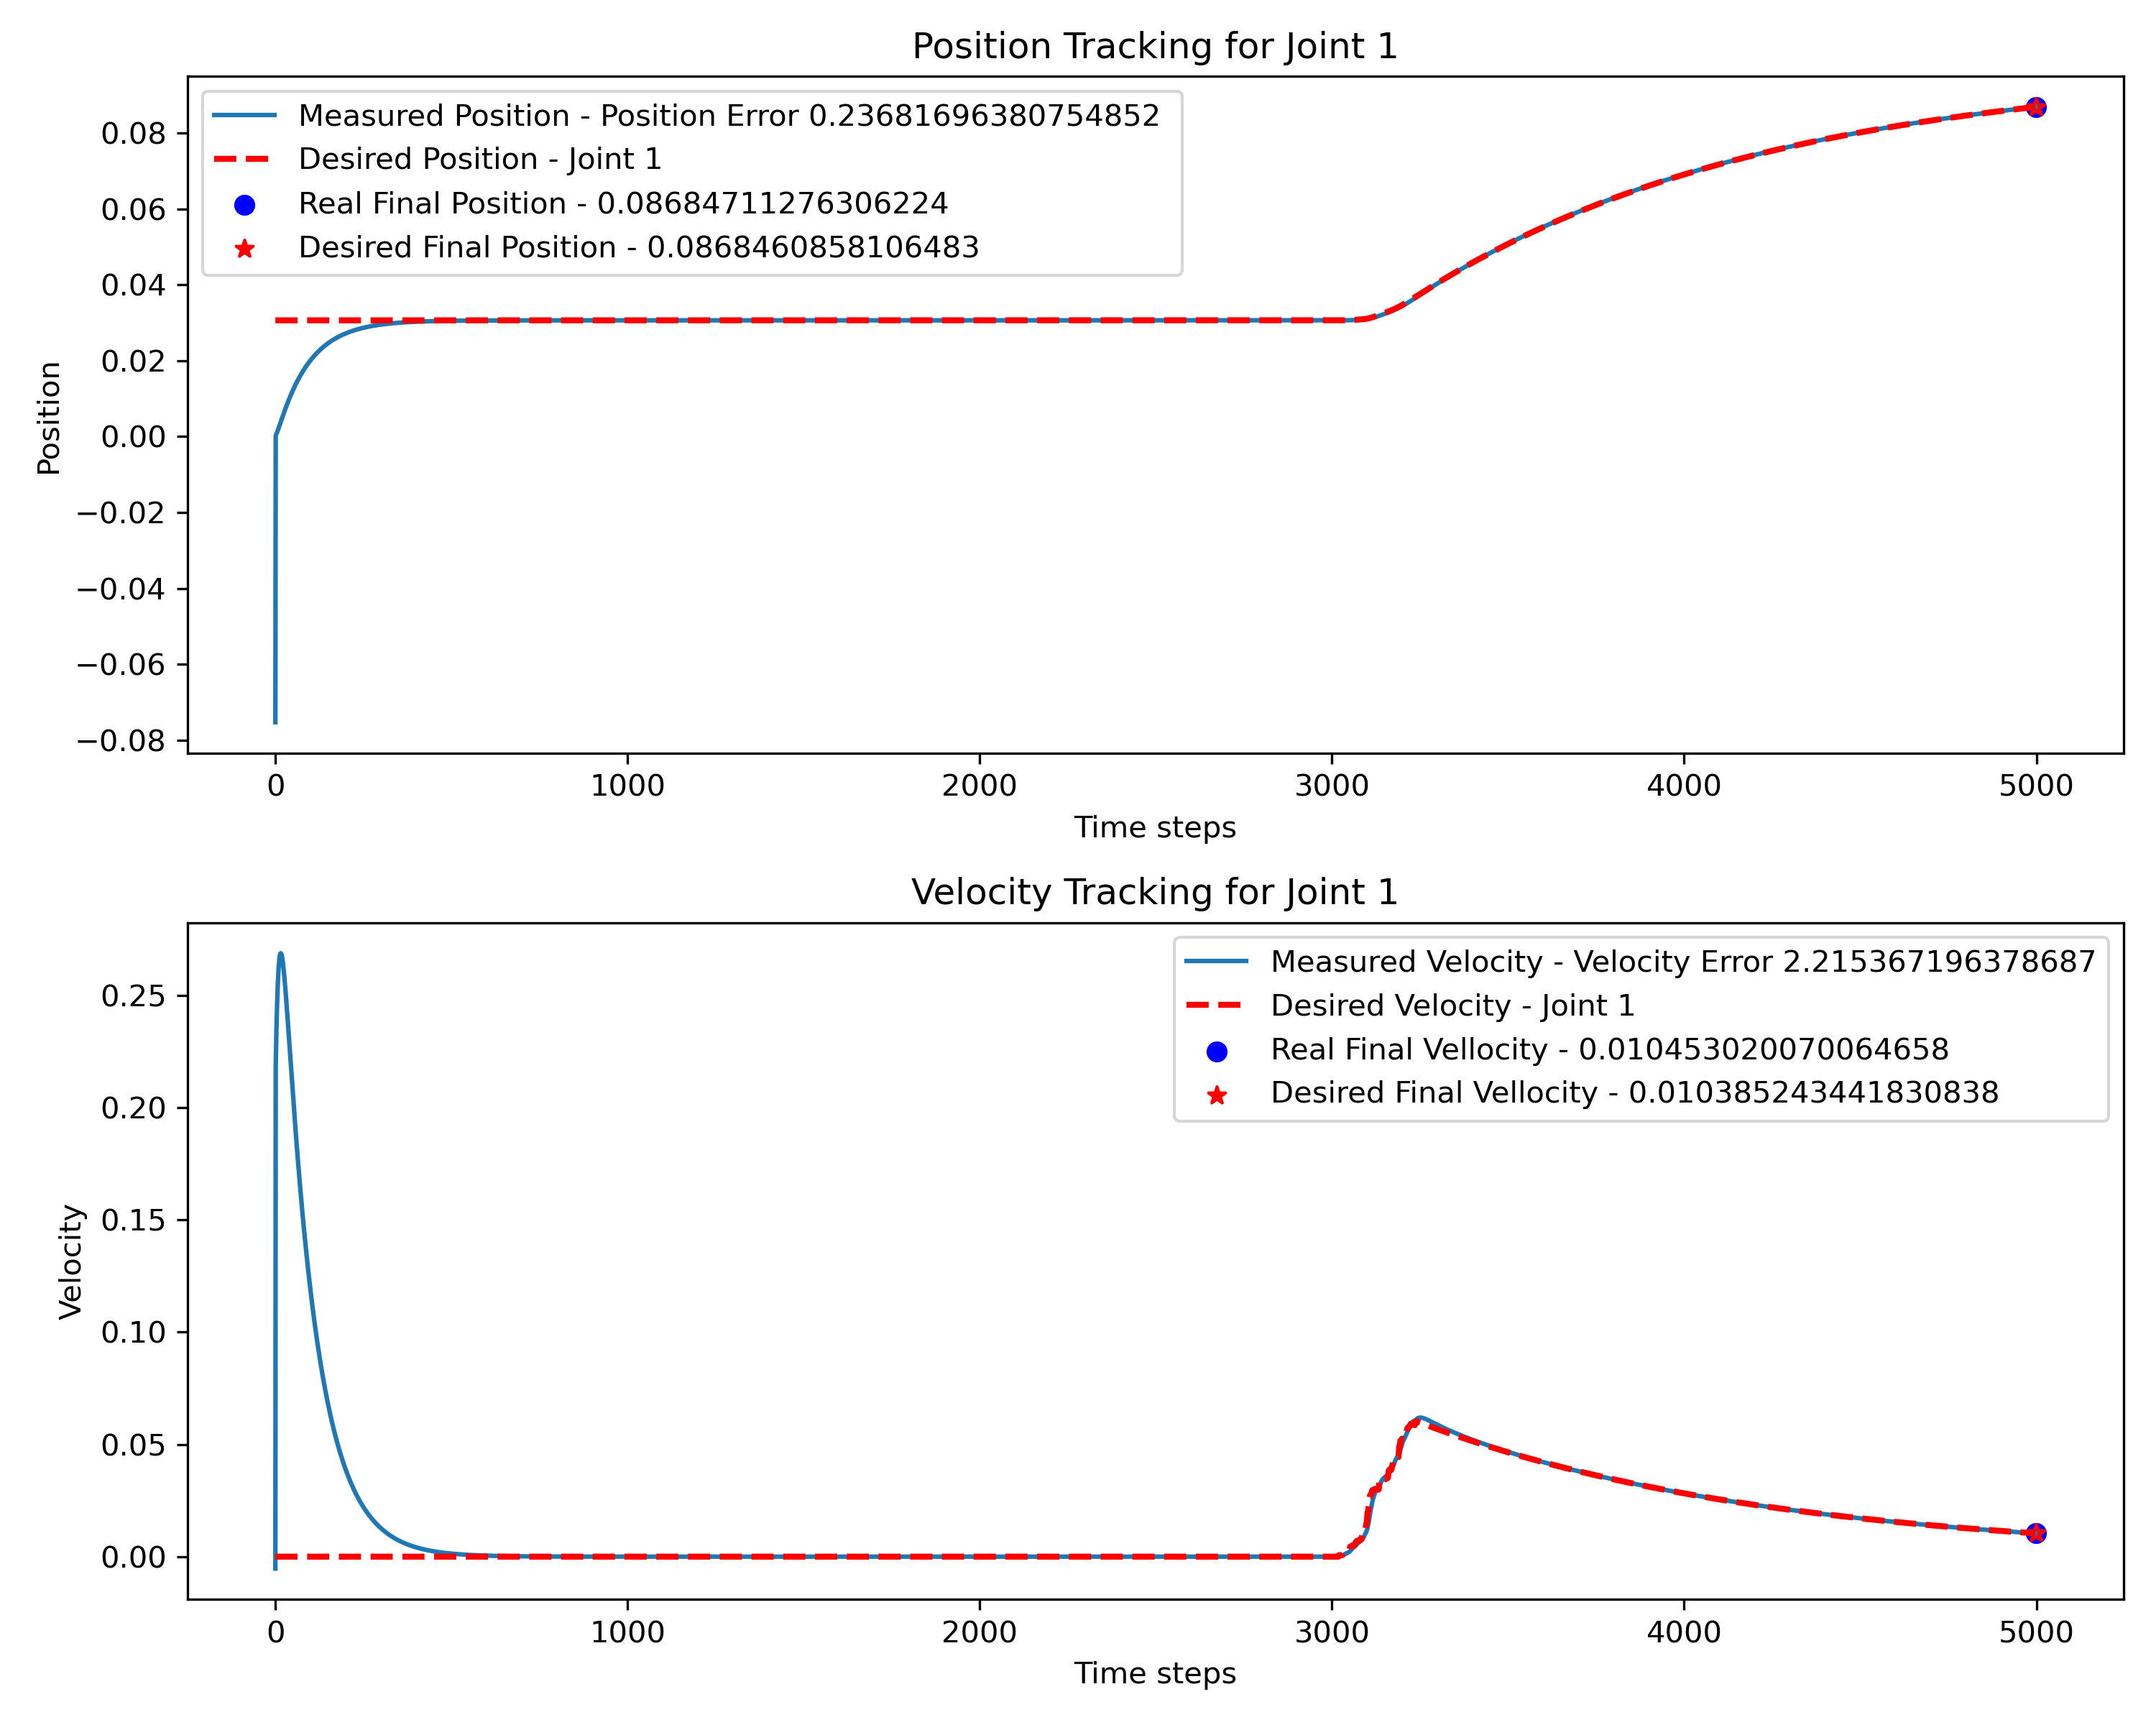 Position Tracking for Joint 1
Measured Position - Position Error 0.23681696380754852
Desired Position - Joint 1
Real Final Position - 0.08684711276306224
Desired Final Position - 0.0868460858106483
0.08
0.06
0.04
0.02
0.00
−0.02
−0.04
−0.06
−0.08
Position
0 1000 2000 3000 4000 5000
Time steps
Velocity Tracking for Joint 1
Measured Velocity - Velocity Error 2.215367196378687
Desired Velocity - Joint 1
Real Final Vellocity - 0.010453020070064658
Desired Final Vellocity - 0.010385243441830838
0.25
0.20
0.15
0.10
0.05
0.00
Velocity
0 1000 2000 3000 4000 5000
Time steps